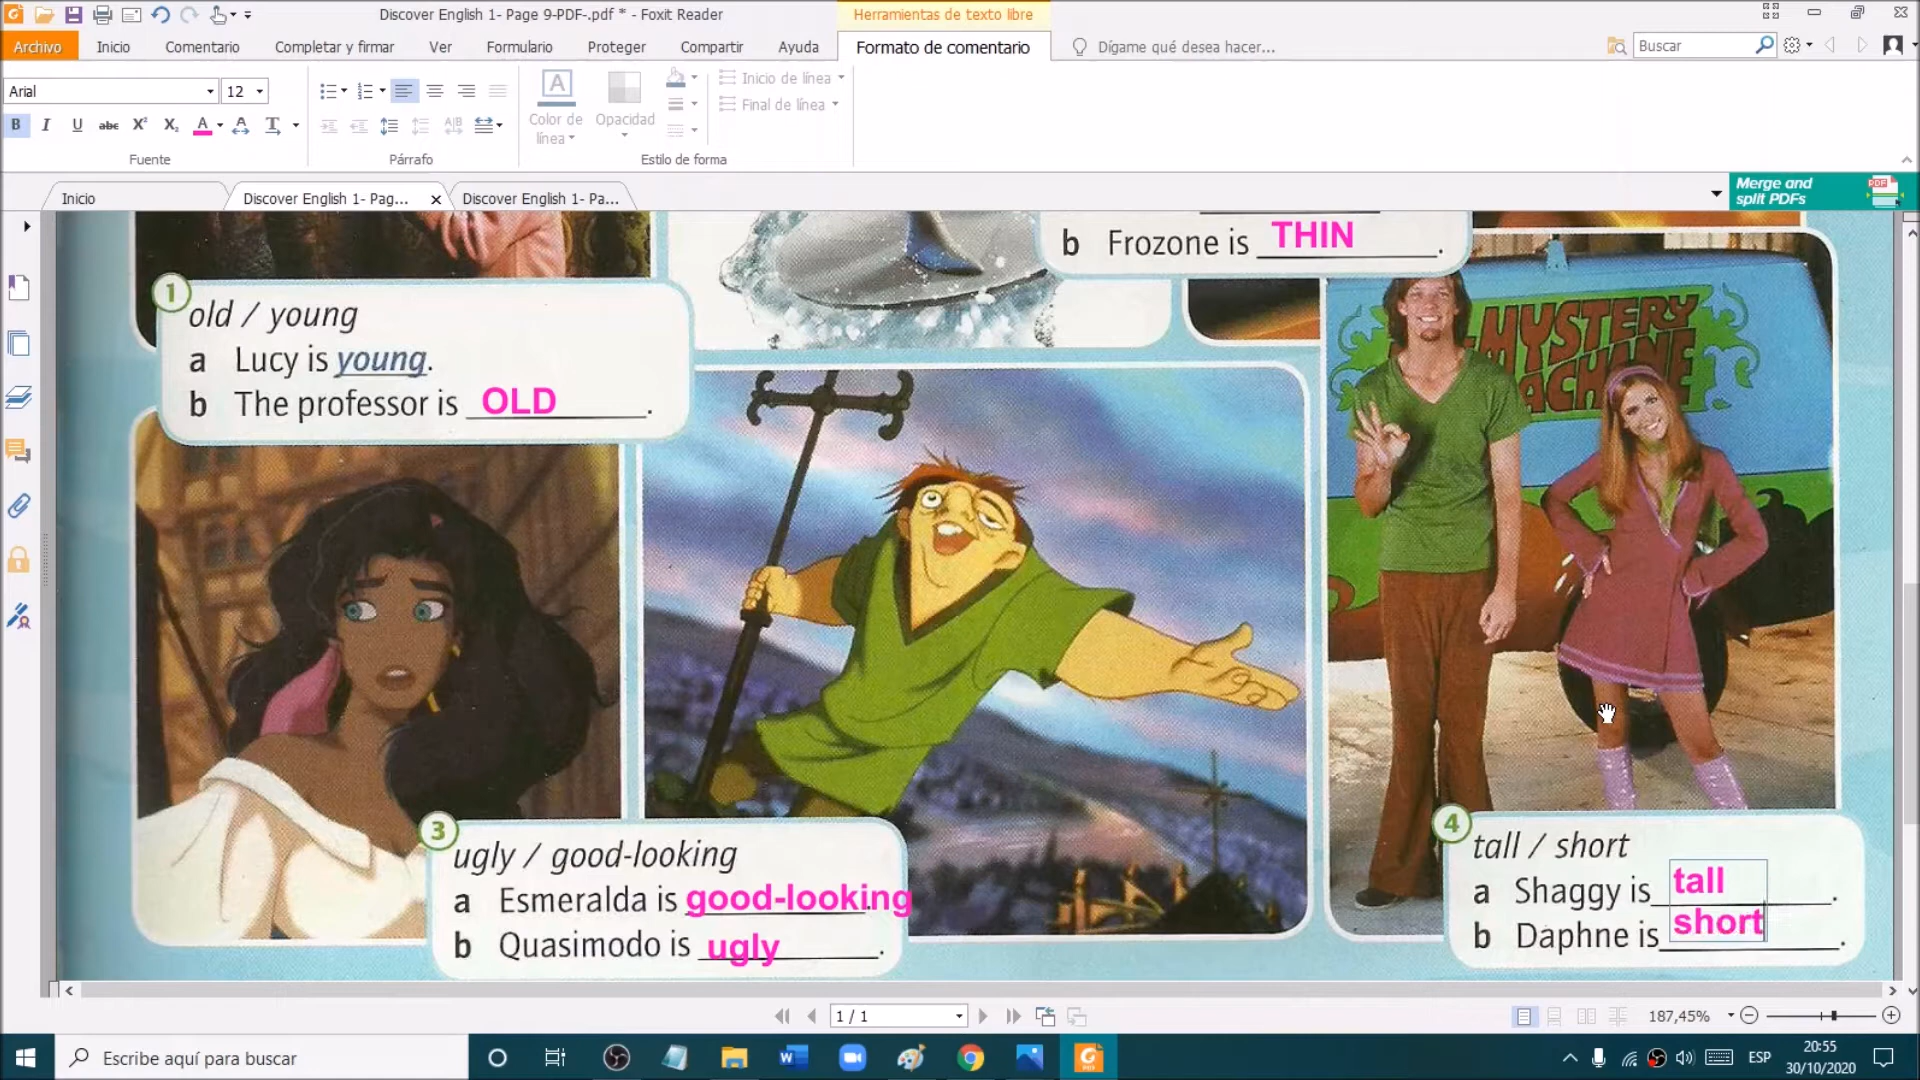 Discover English 1- Page 9-PDF-.pdf * - Foxit Reader
Herramientas de texto libre
Archivo
Inicio
Comentario
Completar y firmar
Ver
Formulario
Proteger
Compartir
Ayuda
Formato de comentario
Dígame qué desea hacer...
Buscar
Arial
12
Inicio de línea
Final de línea
Color de línea
Opacidad
Fuente
Párrafo
Estilo de forma
Inicio
Discover English 1- Pag...
Discover English 1- Pa...
Merge and
split PDFs
b Frozone is THIN.
1
old / young
a Lucy is young.
b The professor is OLD.
MYSTERY
MACHINE
3
ugly / good-looking
a Esmeralda is good-looking
b Quasimodo is ugly.
4
tall / short
a Shaggy is tall.
b Daphne is short.
1 / 1
187,45%
Escribe aquí para buscar
ESP
20:55
30/10/2020